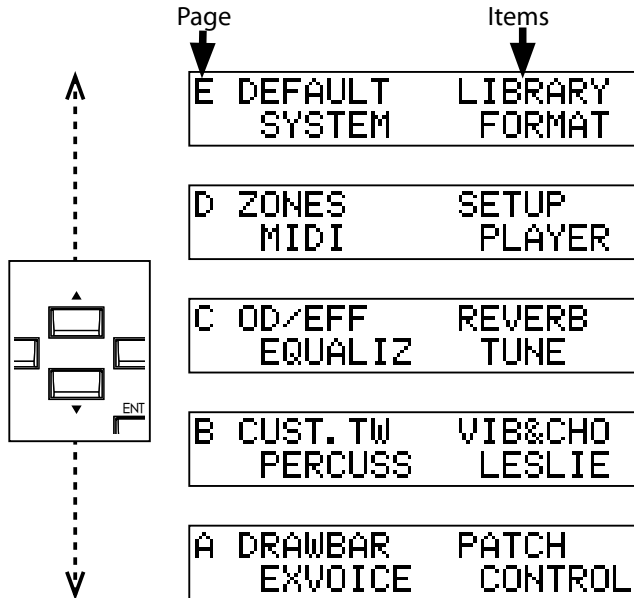 Page Items
E DEFAULT LIBRARY
SYSTEM FORMAT
D ZONES SETUP
MIDI PLAYER
C OD/EFF REVERB
EQUALIZ TUNE
ENT
B CUST.TW VIB&CHO
PERCUSS LESLIE
A DRAWBAR PATCH
EXVOICE CONTROL